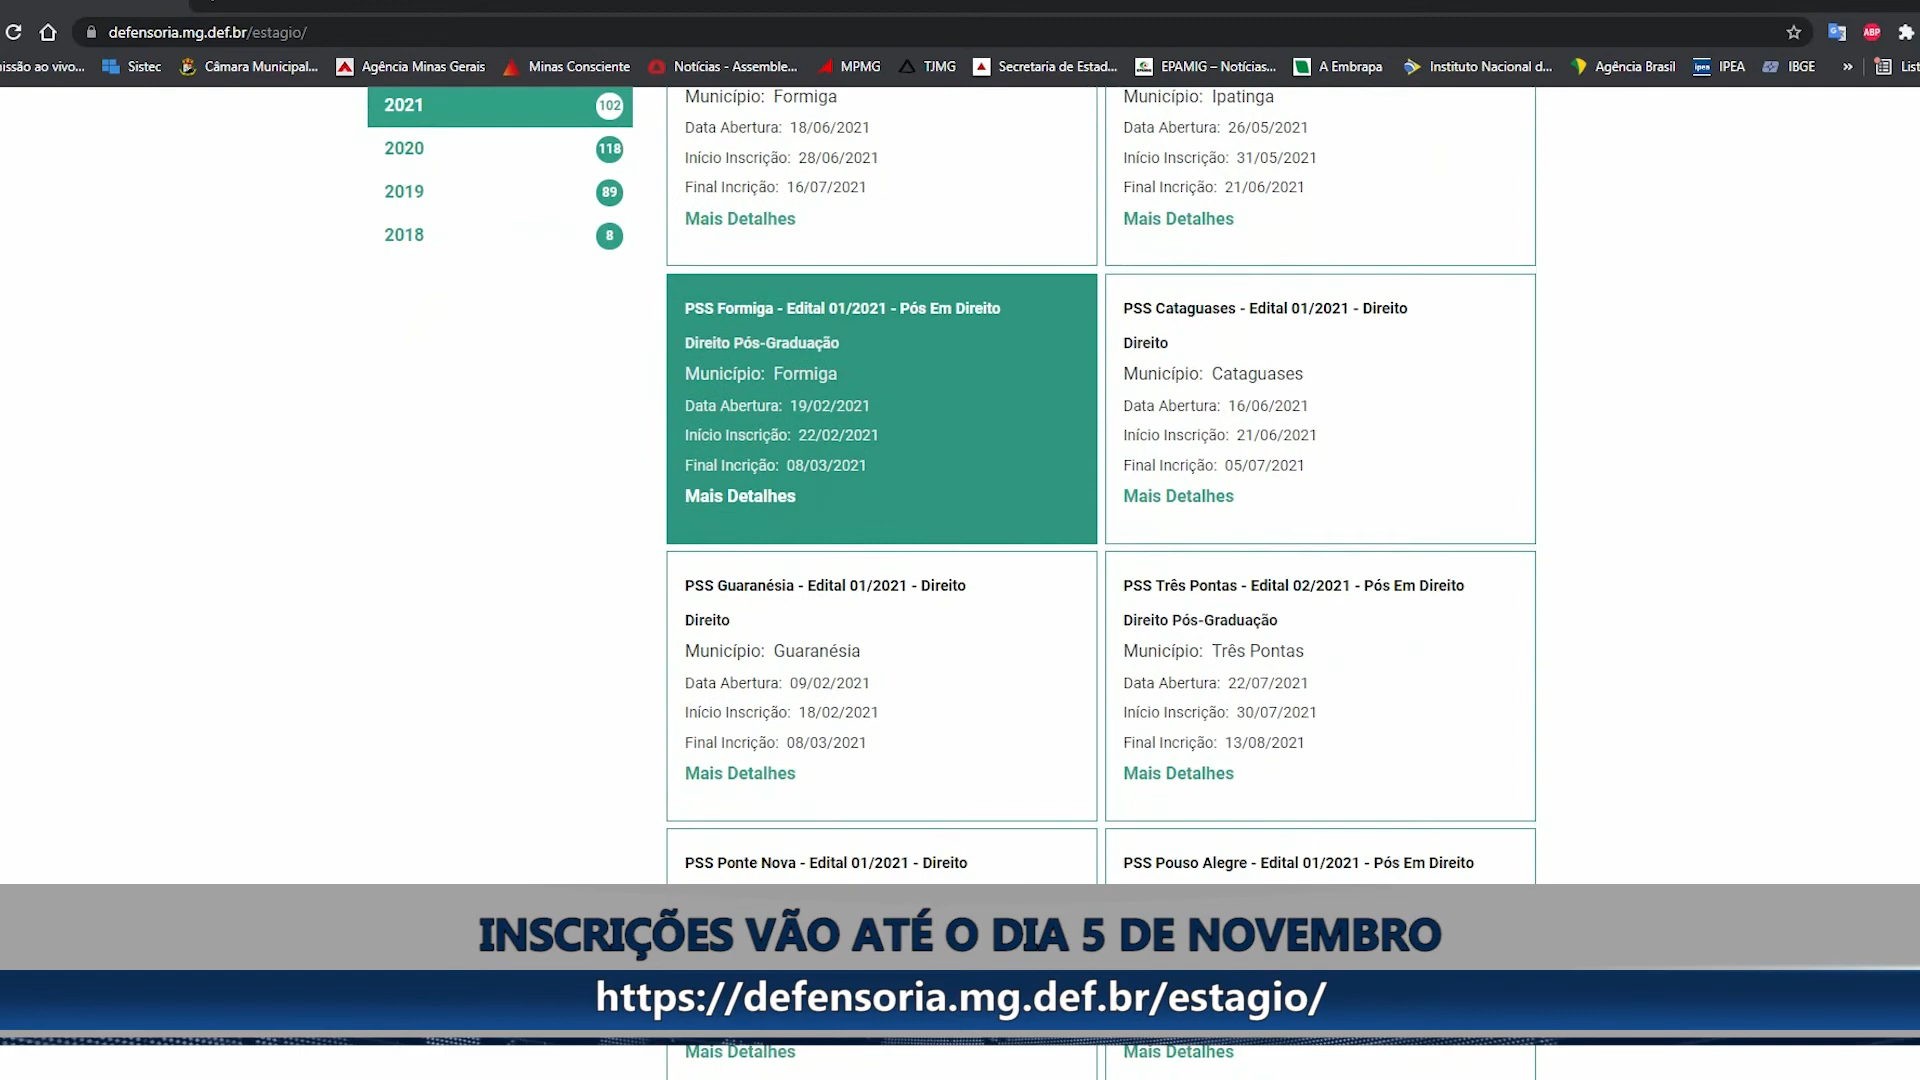 defensoria.mg.def.br/estagio/
ABP
issão ao vivo...
Sistec
Câmara Municipal...
Agência Minas Gerais
Minas Consciente
Notícias - Assemble...
MPMG
TJMG
Secretaria de Estad...
EPAMIG – Notícias...
A Embrapa
Instituto Nacional d...
Agência Brasil
ipea
IPEA
IBGE
»
List
2021 102
2020 118
2019 89
2018 8
Município: Formiga
Data Abertura: 18/06/2021
Início Inscrição: 28/06/2021
Final Incrição: 16/07/2021
Mais Detalhes
Município: Ipatinga
Data Abertura: 26/05/2021
Início Inscrição: 31/05/2021
Final Incrição: 21/06/2021
Mais Detalhes
PSS Formiga - Edital 01/2021 - Pós Em Direito
Direito Pós-Graduação
Município: Formiga
Data Abertura: 19/02/2021
Início Inscrição: 22/02/2021
Final Incrição: 08/03/2021
Mais Detalhes
PSS Cataguases - Edital 01/2021 - Direito
Direito
Município: Cataguases
Data Abertura: 16/06/2021
Início Inscrição: 21/06/2021
Final Incrição: 05/07/2021
Mais Detalhes
PSS Guaranésia - Edital 01/2021 - Direito
Direito
Município: Guaranésia
Data Abertura: 09/02/2021
Início Inscrição: 18/02/2021
Final Incrição: 08/03/2021
Mais Detalhes
PSS Três Pontas - Edital 02/2021 - Pós Em Direito
Direito Pós-Graduação
Município: Três Pontas
Data Abertura: 22/07/2021
Início Inscrição: 30/07/2021
Final Incrição: 13/08/2021
Mais Detalhes
PSS Ponte Nova - Edital 01/2021 - Direito
PSS Pouso Alegre - Edital 01/2021 - Pós Em Direito
INSCRIÇÕES VÃO ATÉ O DIA 5 DE NOVEMBRO
https://defensoria.mg.def.br/estagio/
Mais Detalhes
Mais Detalhes